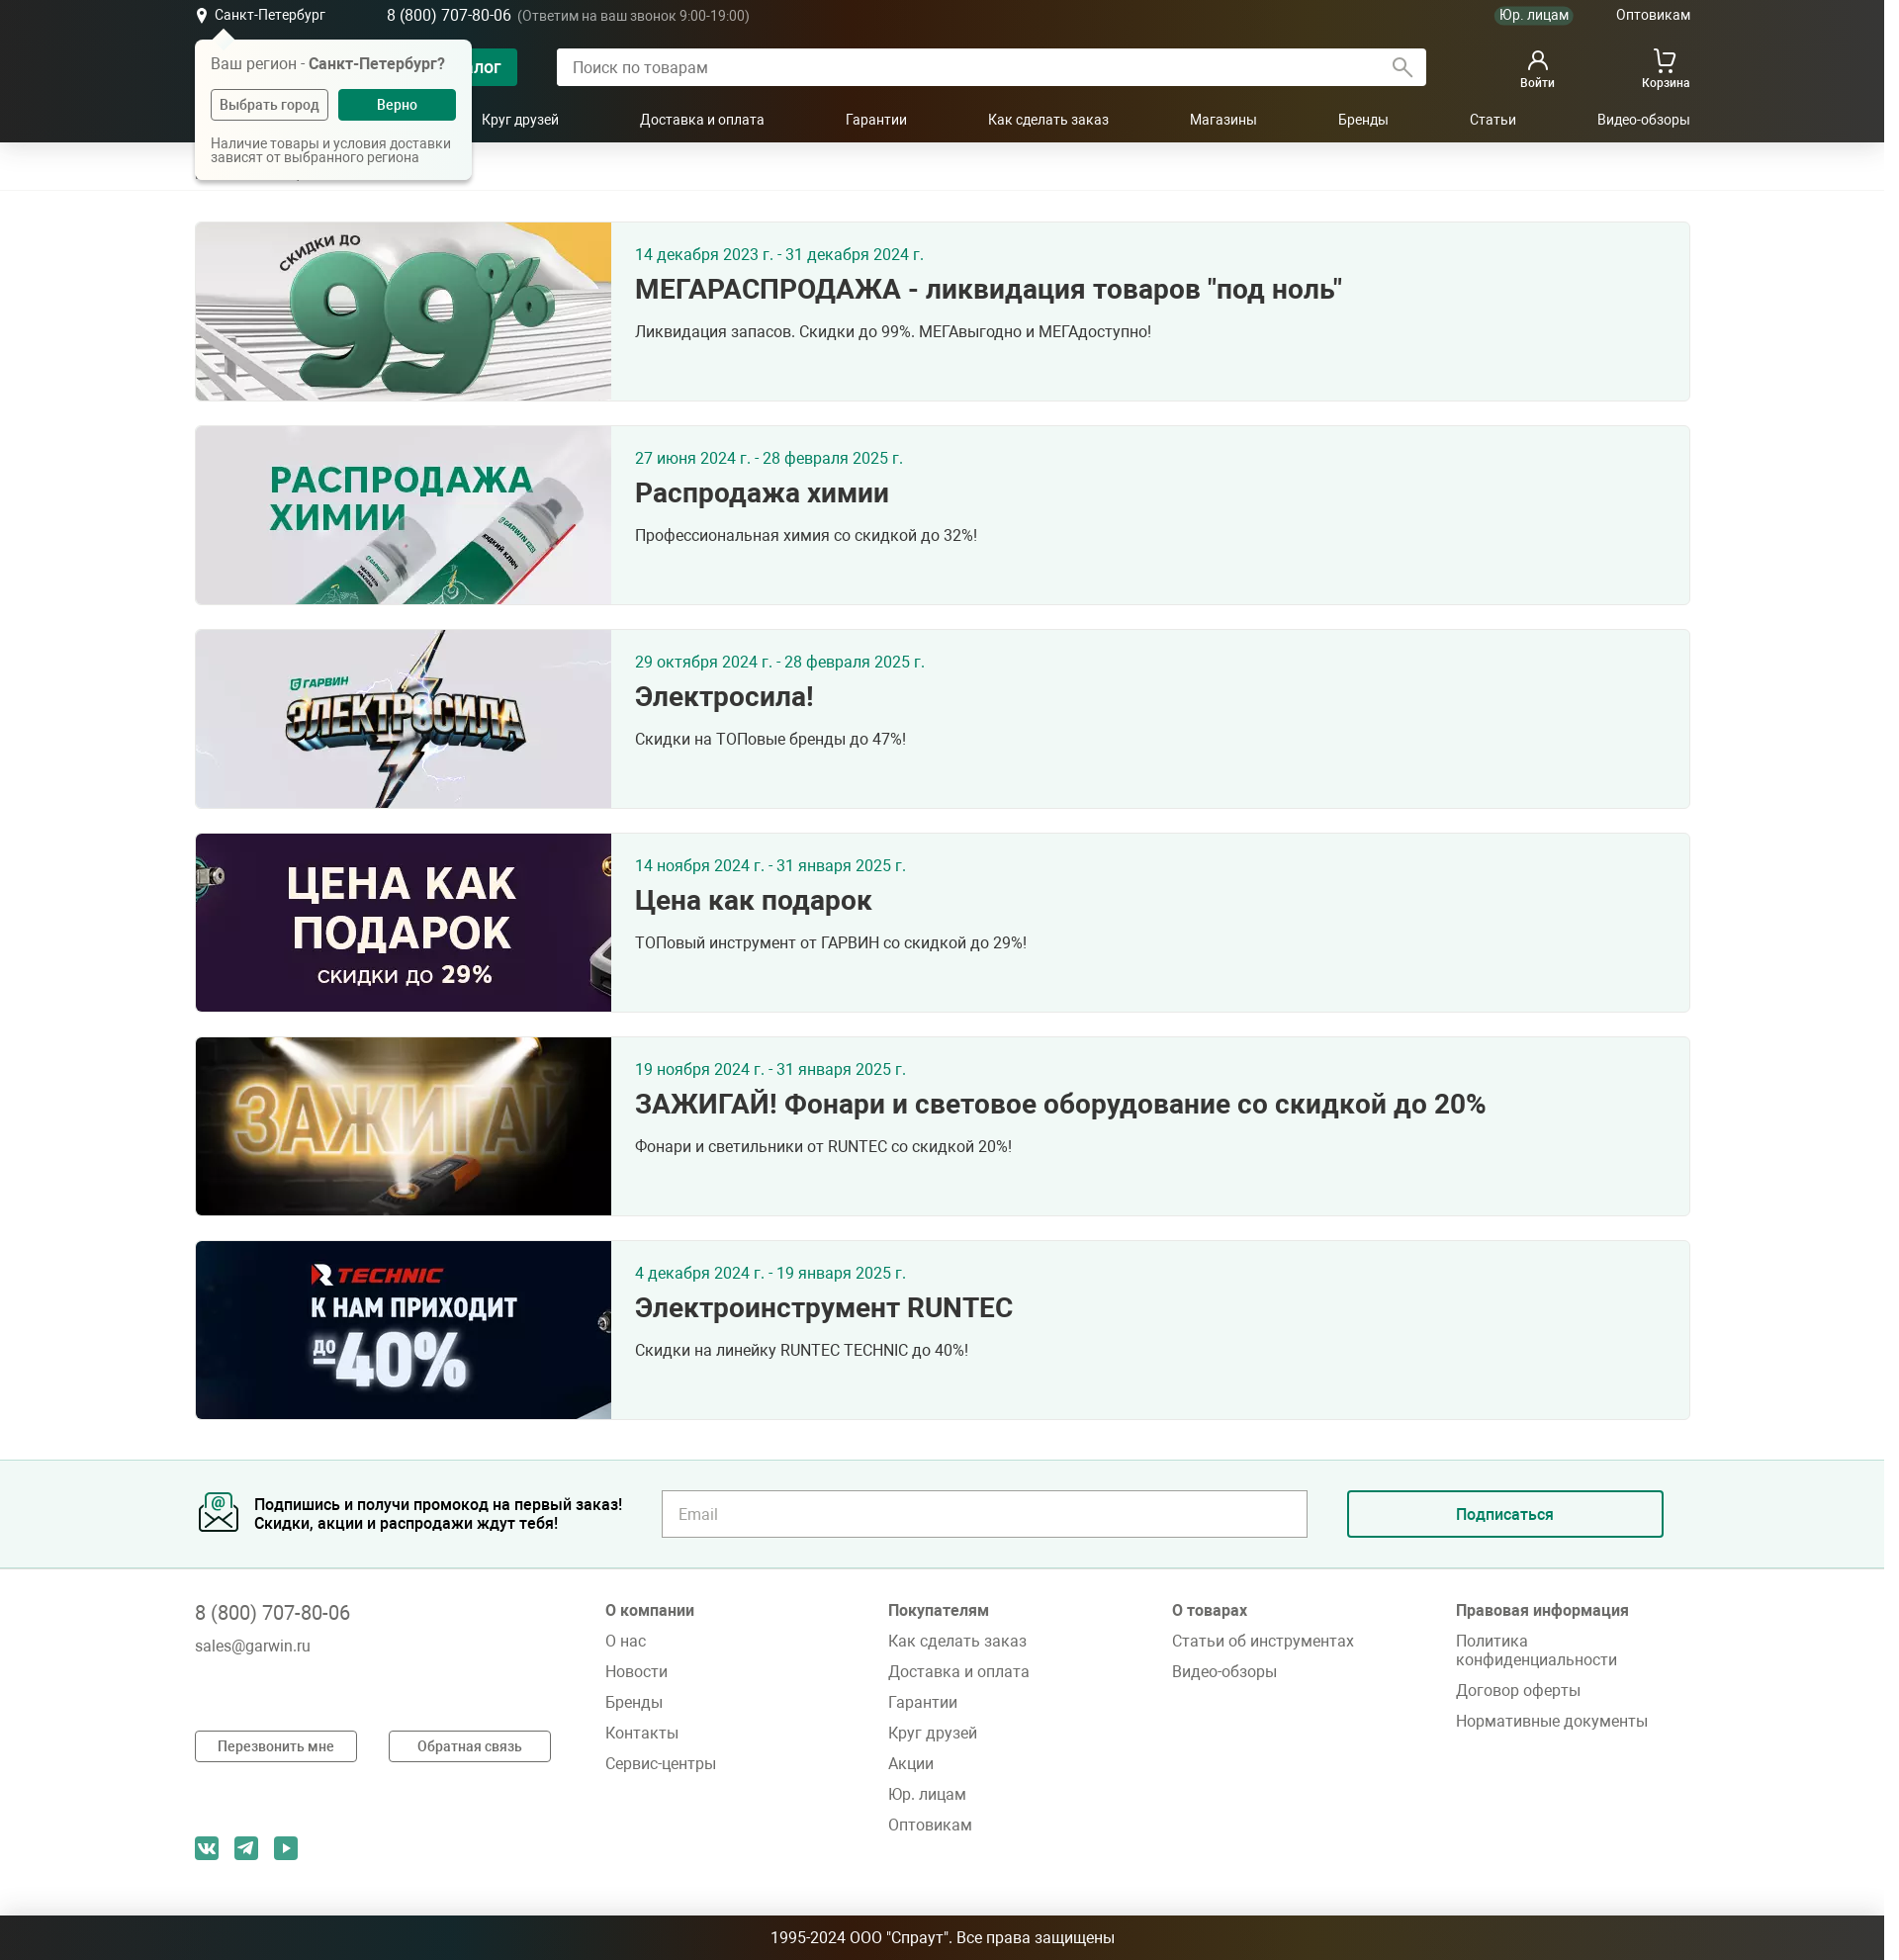 Санкт-Петербург
8 (800) 707-80-06 (Ответим на ваш звонок 9:00-19:00)
Юр. лицам
Оптовикам
Ваш регион - Санкт-Петербург?
Выбрать город
Верно
Наличие товары и условия доставки
зависят от выбранного региона
Поиск по товарам
Войти
Корзина
Круг друзей
Доставка и оплата
Гарантии
Как сделать заказ
Магазины
Бренды
Статьи
Видео-обзоры
СКИДКИ ДО
99%
14 декабря 2023 г. - 31 декабря 2024 г.
МЕГАРАСПРОДАЖА - ликвидация товаров "под ноль"
Ликвидация запасов. Скидки до 99%. МЕГАвыгодно и МЕГАдоступно!
РАСПРОДАЖА
ХИМИИ
GARWIN
ЖИДКИЙ КЛЮЧ
27 июня 2024 г. - 28 февраля 2025 г.
Распродажа химии
Профессиональная химия со скидкой до 32%!
ГАРВИН
ЭЛЕКТРОСИЛА
29 октября 2024 г. - 28 февраля 2025 г.
Электросила!
Скидки на ТОПовые бренды до 47%!
ЦЕНА КАК
ПОДАРОК
СКИДКИ ДО 29%
14 ноября 2024 г. - 31 января 2025 г.
Цена как подарок
ТОПовый инструмент от ГАРВИН со скидкой до 29%!
ЗАЖИГАЙ
19 ноября 2024 г. - 31 января 2025 г.
ЗАЖИГАЙ! Фонари и световое оборудование со скидкой до 20%
Фонари и светильники от RUNTEC со скидкой 20%!
TECHNIC
К НАМ ПРИХОДИТ
ДО -40%
4 декабря 2024 г. - 19 января 2025 г.
Электроинструмент RUNTEC
Скидки на линейку RUNTEC TECHNIC до 40%!
Подпишись и получи промокод на первый заказ!
Скидки, акции и распродажи ждут тебя!
Email
Подписаться
8 (800) 707-80-06
sales@garwin.ru
Перезвонить мне
Обратная связь
О компании
О нас
Новости
Бренды
Контакты
Сервис-центры
Покупателям
Как сделать заказ
Доставка и оплата
Гарантии
Круг друзей
Акции
Юр. лицам
Оптовикам
О товарах
Статьи об инструментах
Видео-обзоры
Правовая информация
Политика
конфиденциальности
Договор оферты
Нормативные документы
1995-2024 ООО "Спраут". Все права защищены